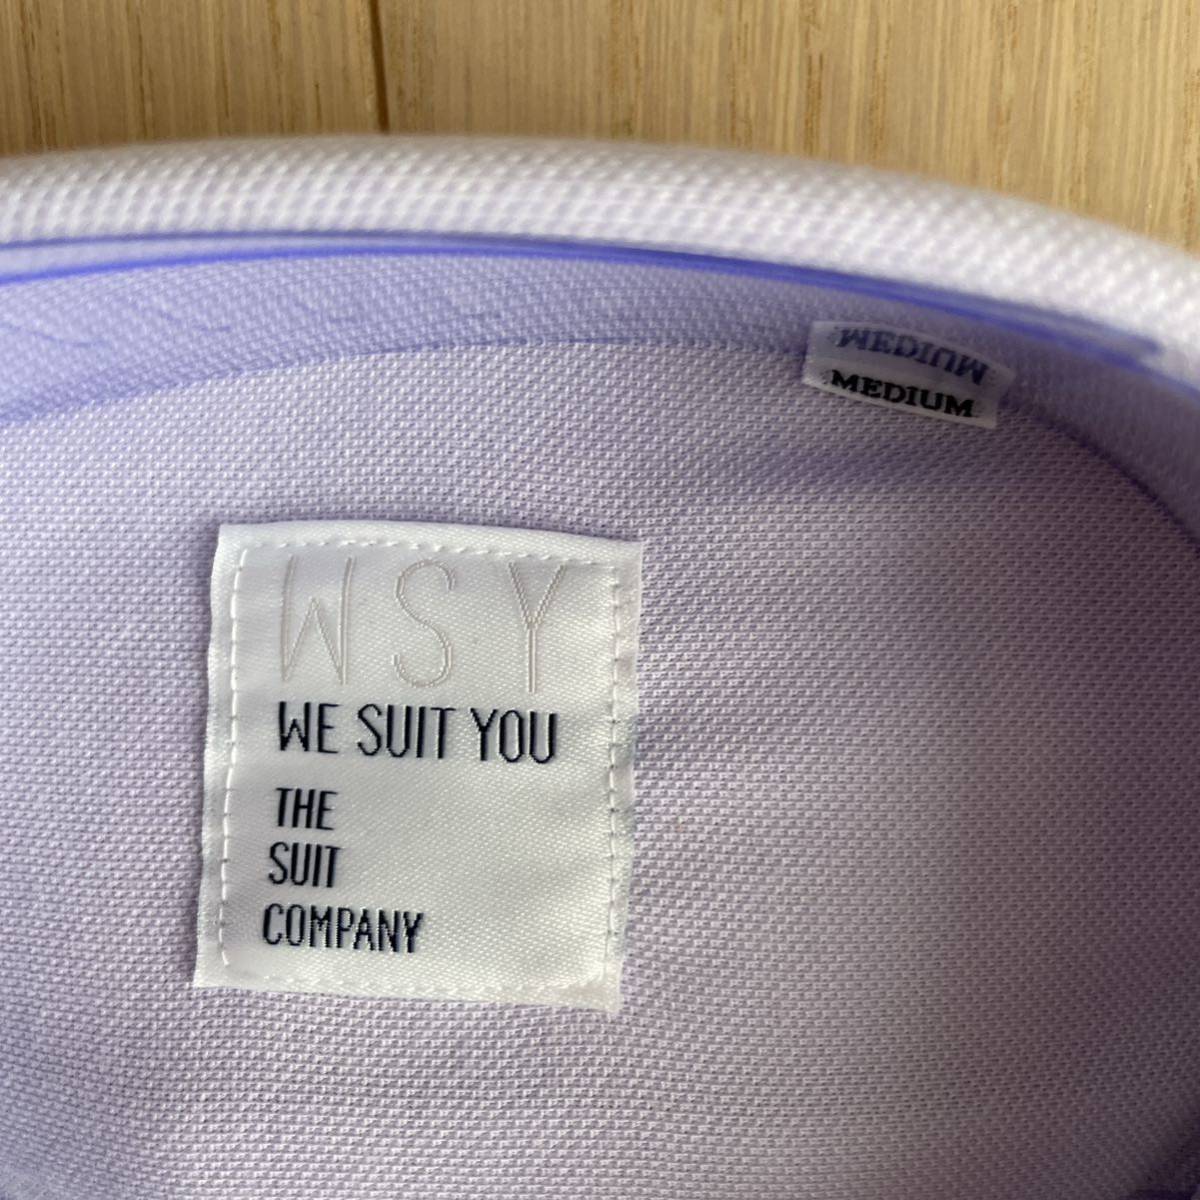 MEDIUM
MEDIUM
WSY
WE SUIT YOU
THE
SUIT
COMPANY